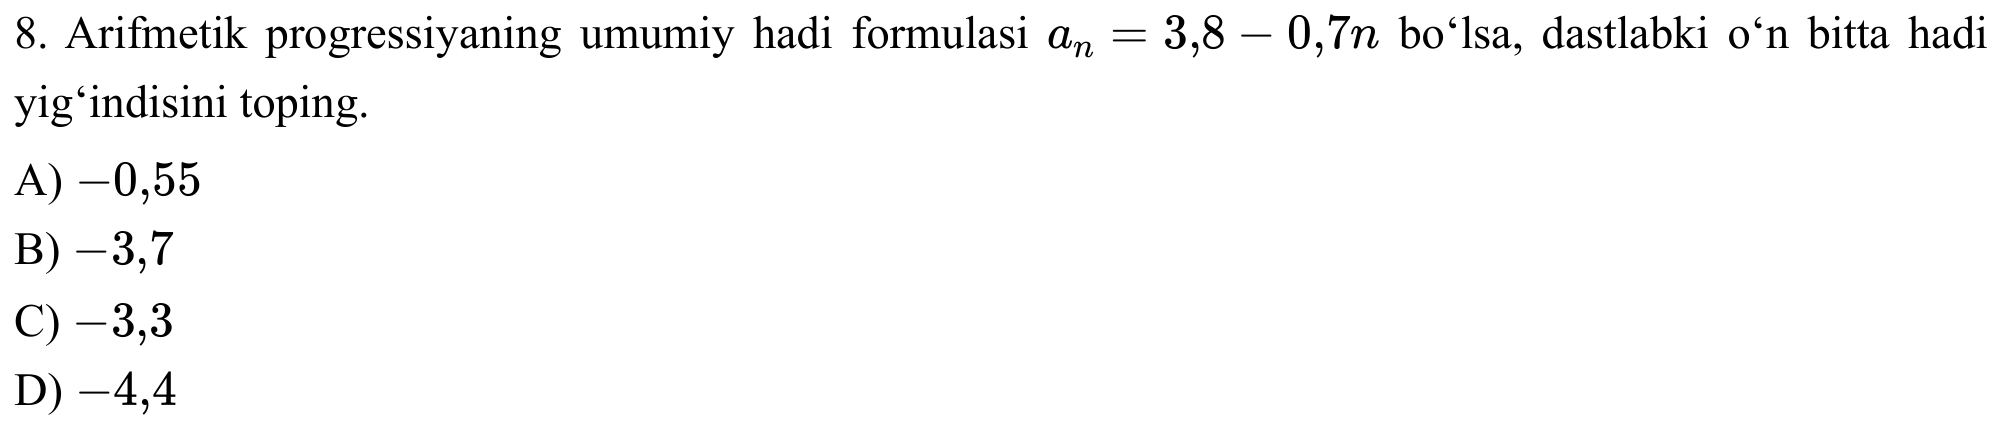 8. Arifmetik progressiyaning umumiy hadi formulasi aₙ = 3,8 − 0,7n bo‘lsa, dastlabki o‘n bitta hadi
yig‘indisini toping.
A) −0,55
B) −3,7
C) −3,3
D) −4,4